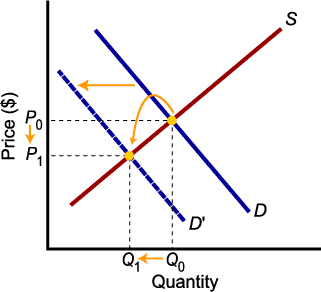 S
P0
Price ($)
P1
D
D'
Q1
Q0
Quantity